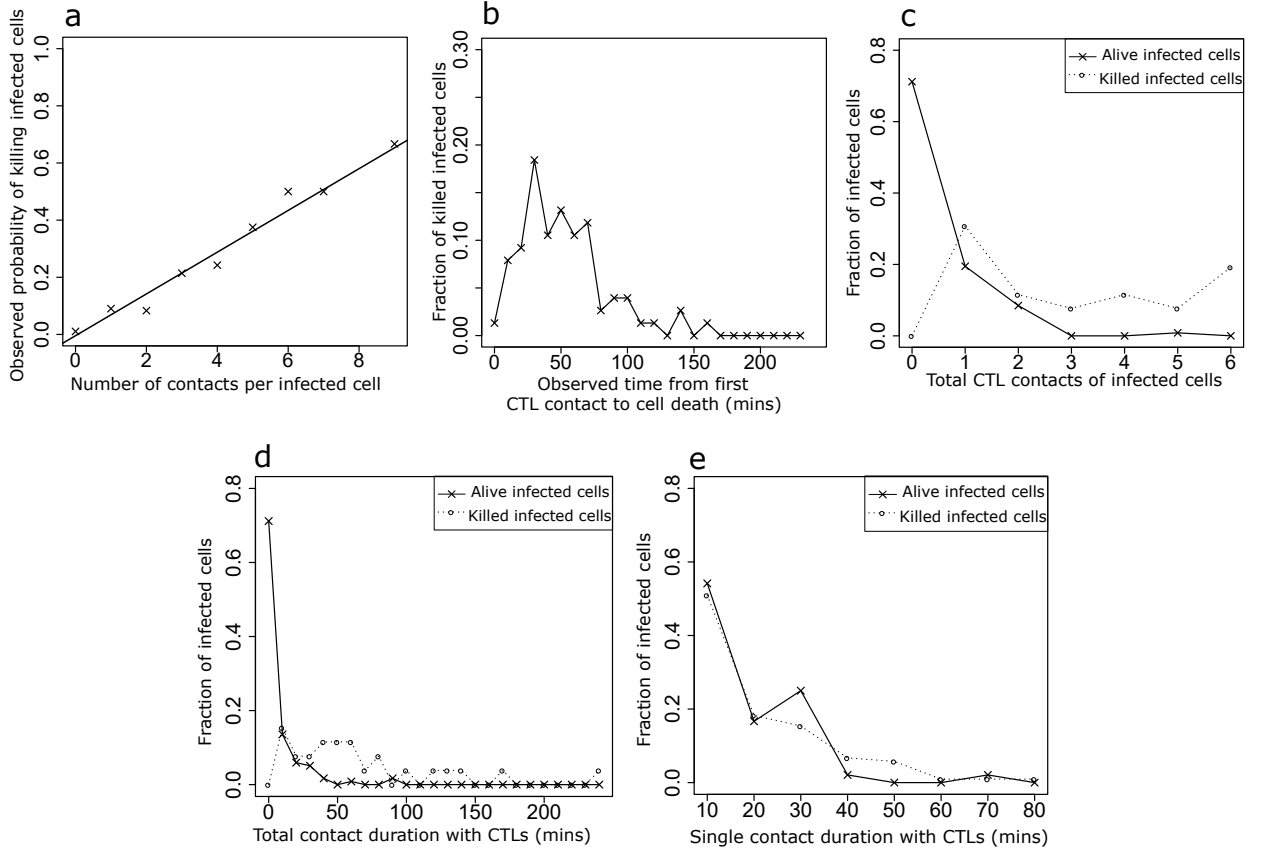 a
Observed probability of killing infected cells
0.0 0.2 0.4 0.6 0.8 1.0
0 2 4 6 8
Number of contacts per infected cell
b
Fraction of killed infected cells
0.00 0.10 0.20 0.30
0 50 100 150 200
Observed time from first
CTL contact to cell death (mins)
c
Fraction of infected cells
0.0 0.2 0.4 0.6 0.8
Alive infected cells
Killed infected cells
0 1 2 3 4 5 6
Total CTL contacts of infected cells
d
Fraction of infected cells
0.0 0.2 0.4 0.6 0.8
Alive infected cells
Killed infected cells
0 50 100 150 200
Total contact duration with CTLs (mins)
e
Fraction of infected cells
0.0 0.2 0.4 0.6 0.8
Alive infected cells
Killed infected cells
10 20 30 40 50 60 70 80
Single contact duration with CTLs (mins)